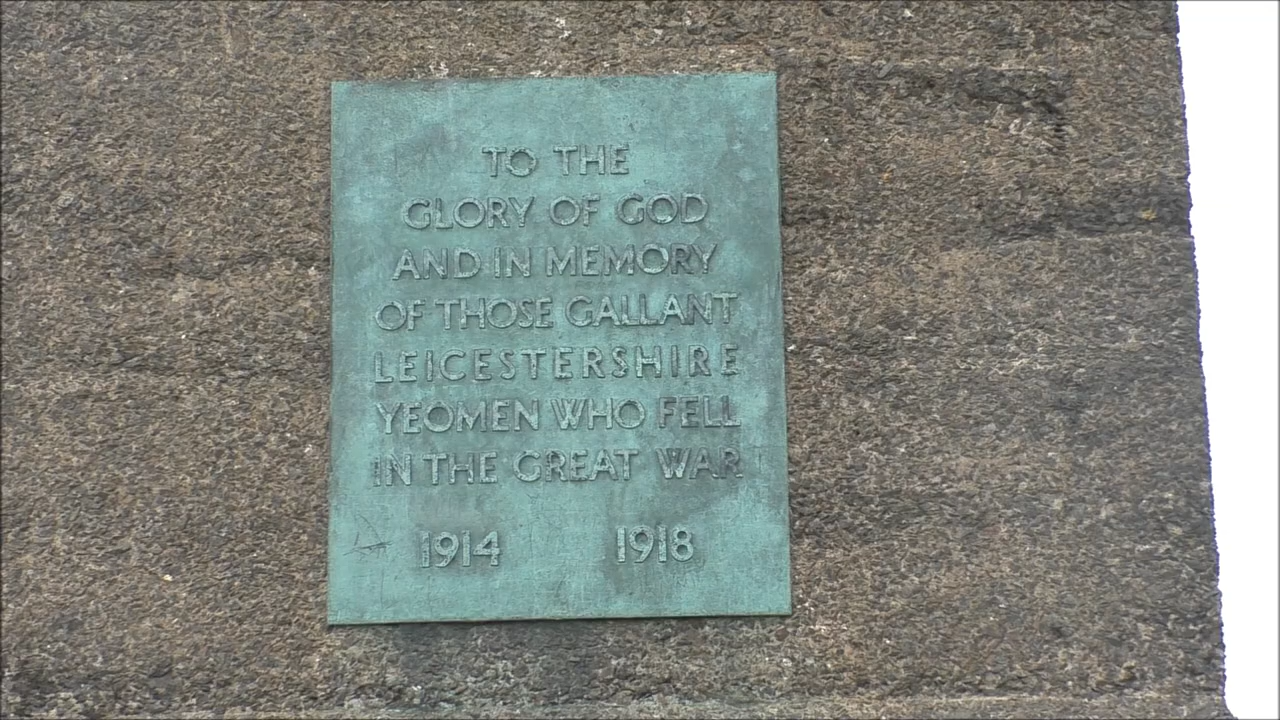 TO THE
GLORY OF GOD
AND IN MEMORY
OF THOSE GALLANT
LEICESTERSHIRE
YEOMEN WHO FELL
IN THE GREAT WAR
1914 1918